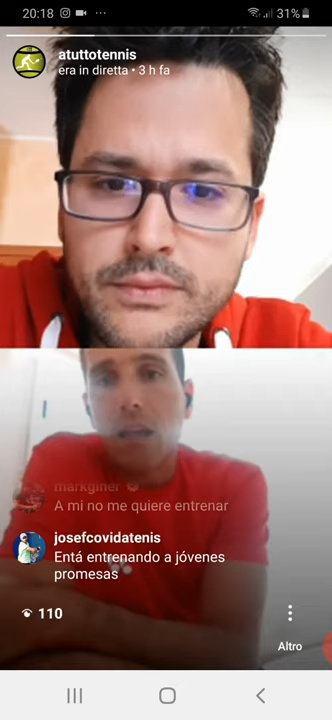 20:18
31%
atuttotennis
era in diretta • 3 h fa
markginer
A mi no me quiere entrenar
josefcovidatenis
Entá entrenando a jóvenes
promesas
110
Altro